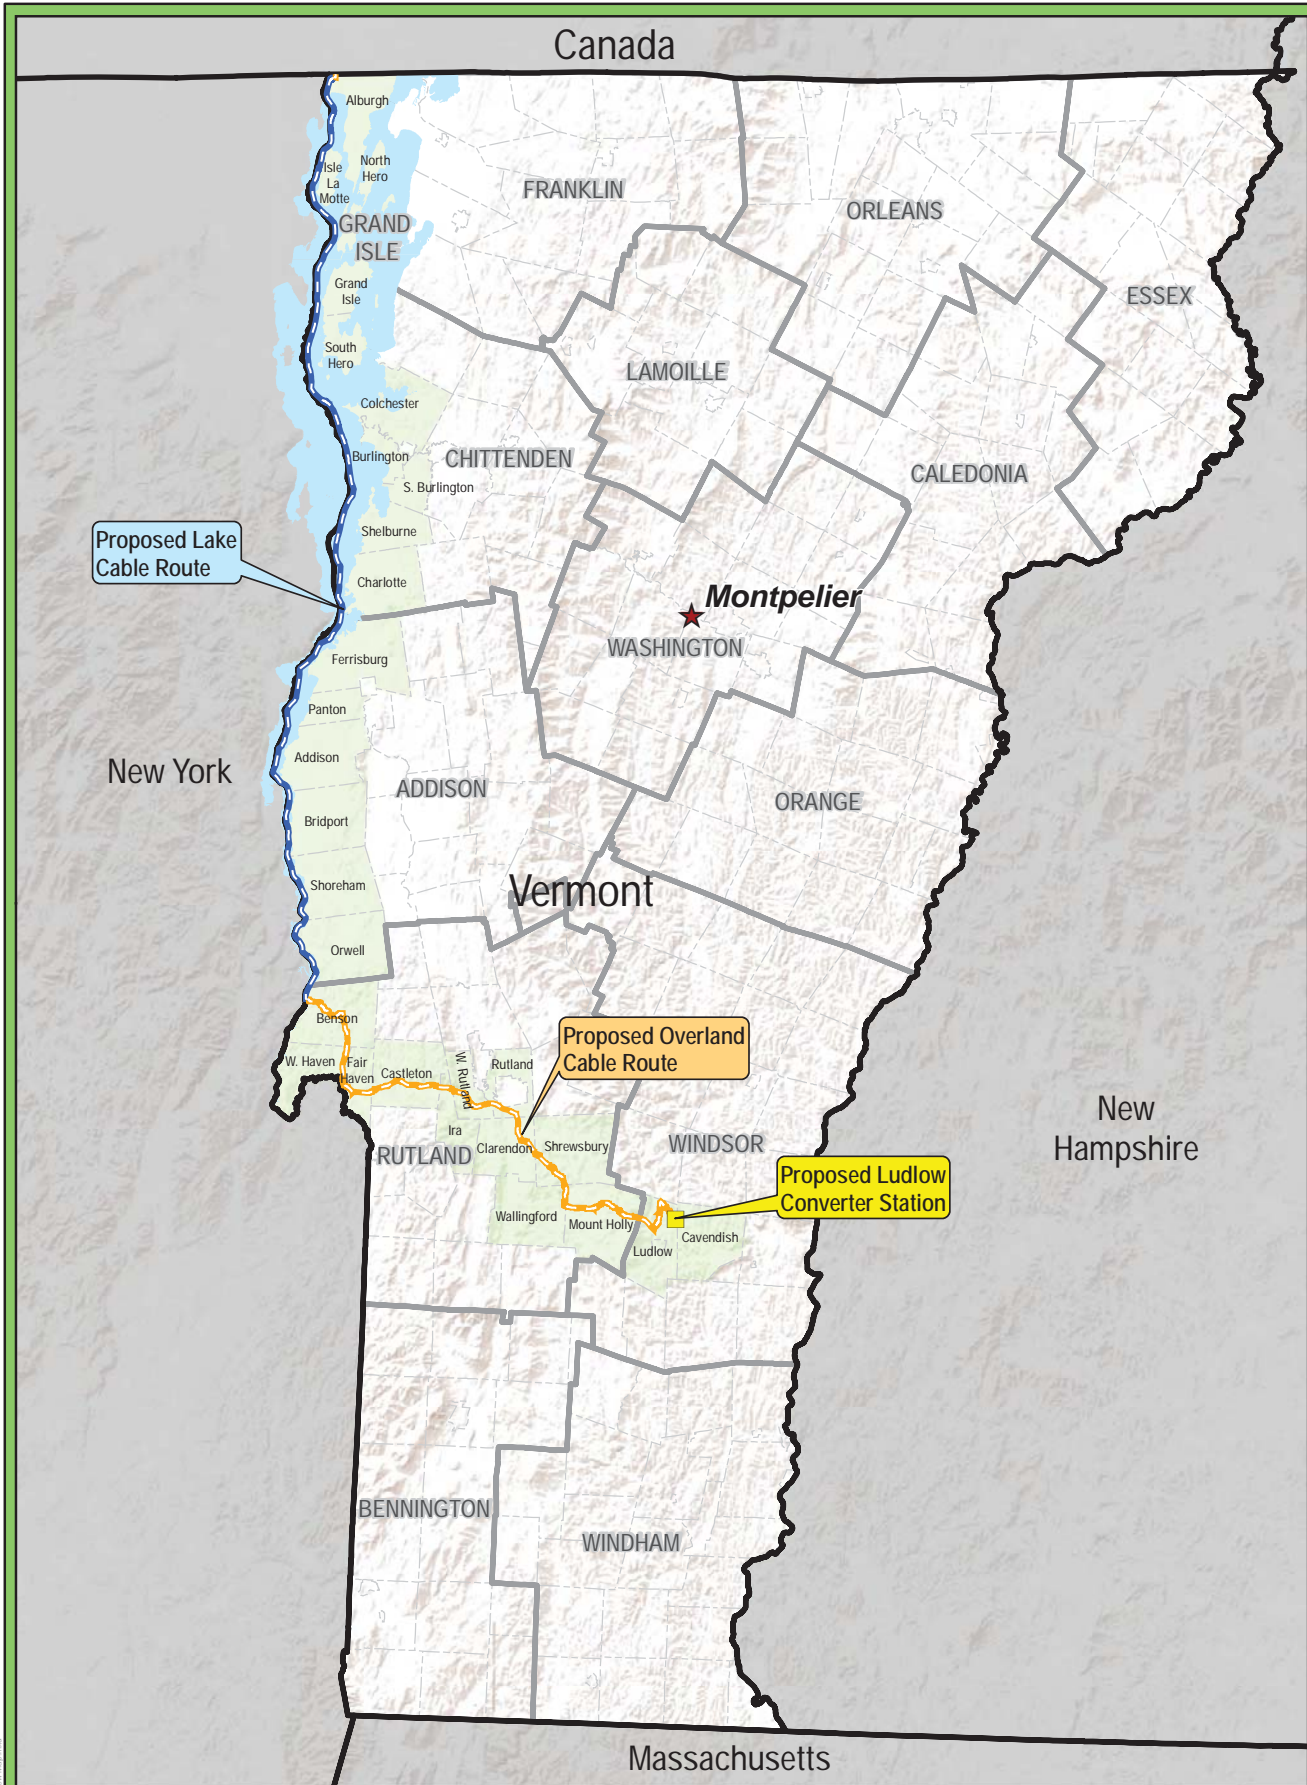 Canada
Alburgh
North
Hero
Isle
La
Motte
GRAND
ISLE
FRANKLIN
ORLEANS
ESSEX
Grand
Isle
South
Hero
LAMOILLE
Colchester
Burlington
CHITTENDEN
S. Burlington
CALEDONIA
Shelburne
Proposed Lake
Cable Route
Charlotte
Montpelier
WASHINGTON
Ferrisburg
Panton
Addison
New York
ADDISON
ORANGE
Bridport
Shoreham
Vermont
Orwell
Benson
Proposed Overland
Cable Route
W. Haven
Fair
Haven
Castleton
W. Rutland
Rutland
Ira
Clarendon
Shrewsbury
RUTLAND
WINDSOR
New
Hampshire
Proposed Ludlow
Converter Station
Wallingford
Mount Holly
Ludlow
Cavendish
BENNINGTON
WINDHAM
Massachusetts